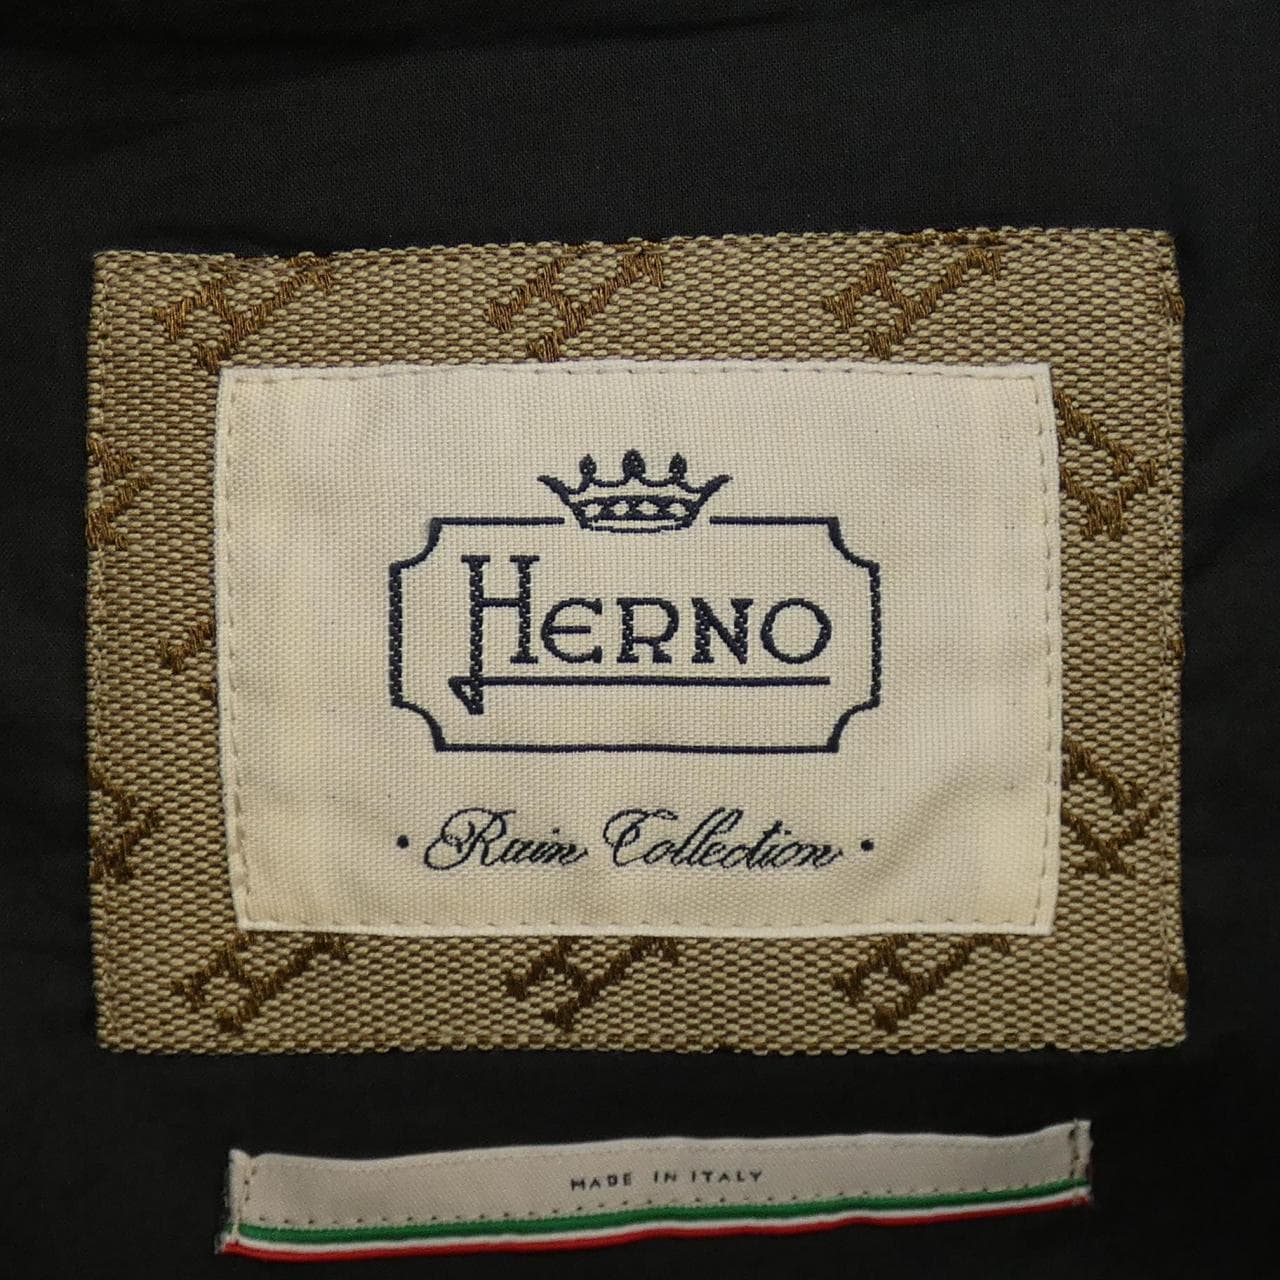 HERNO
• Rain Collection •
MADE IN ITALY